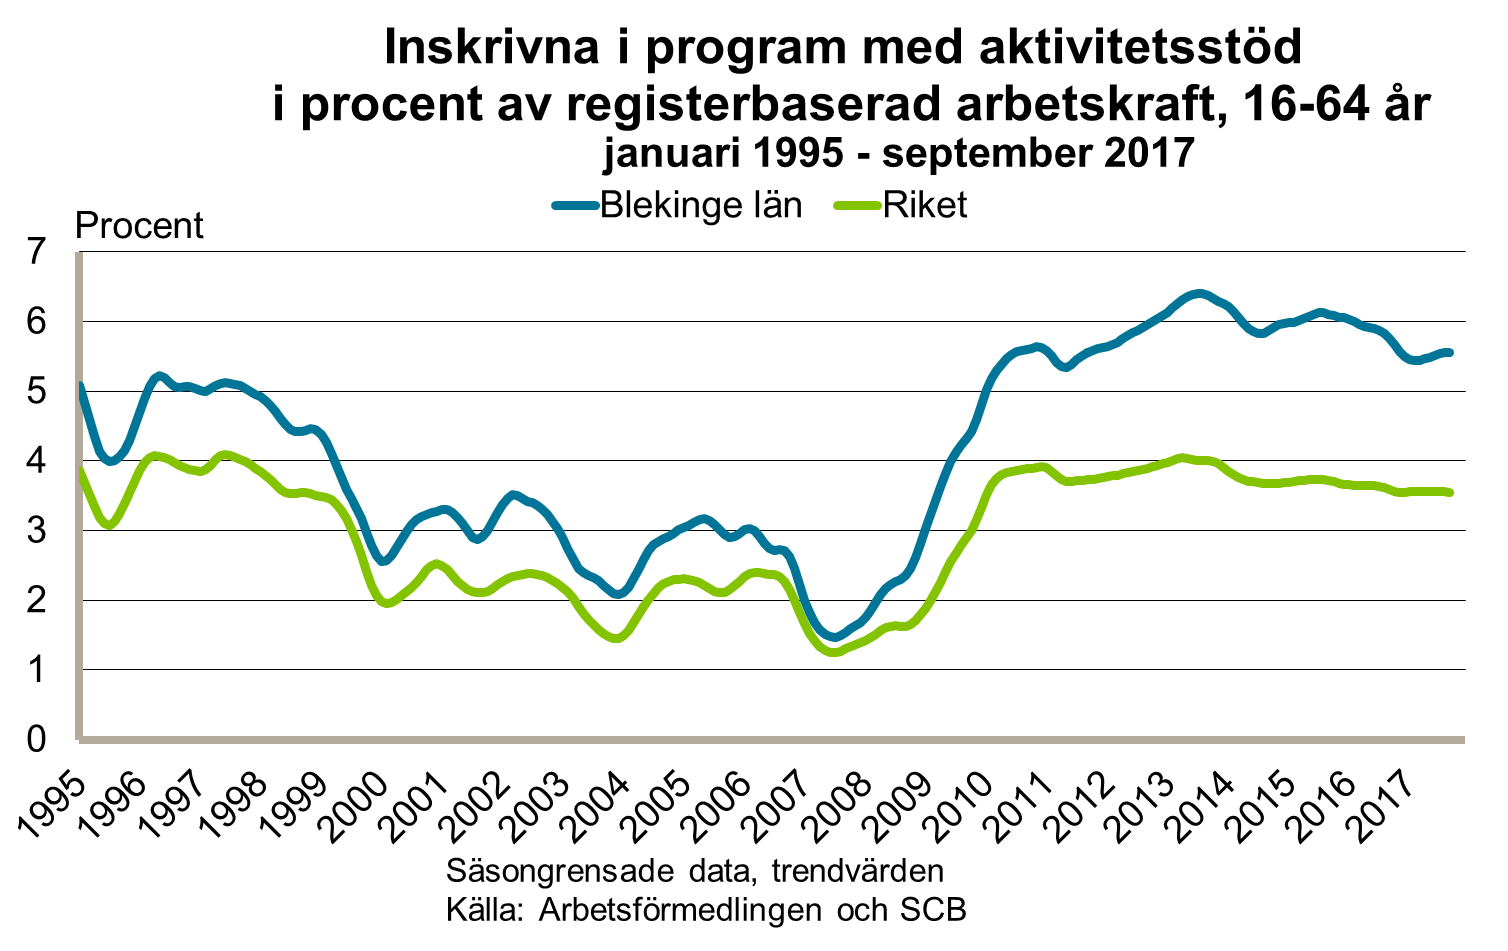 Inskrivna i program med aktivitetsstöd
i procent av registerbaserad arbetskraft, 16-64 år
januari 1995 - september 2017
Blekinge län Riket
Procent
7
6
5
4
3
2
1
0
1995 1996 1997 1998 1999 2000 2001 2002 2003 2004 2005 2006 2007 2008 2009 2010 2011 2012 2013 2014 2015 2016 2017
Säsongrensade data, trendvärden
Källa: Arbetsförmedlingen och SCB